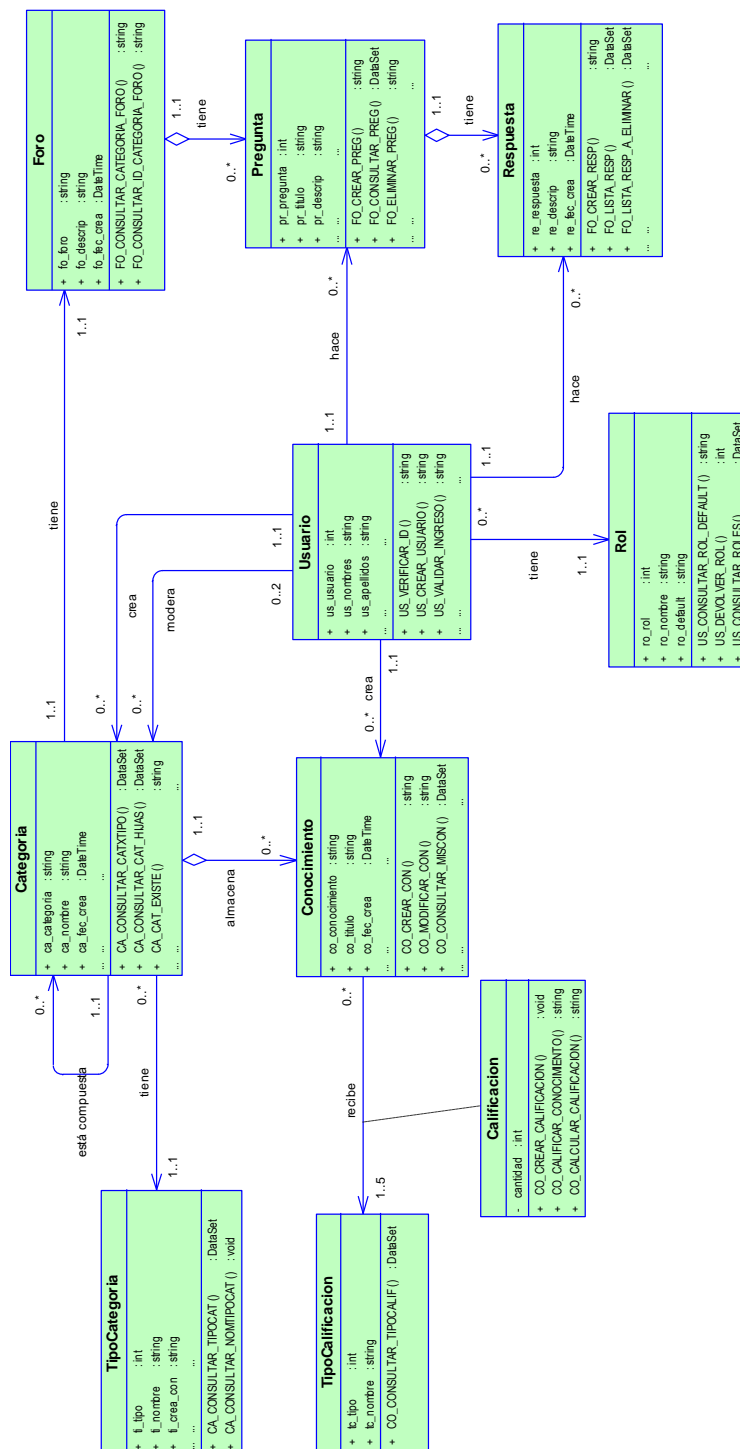 Foro
+ fo_foro : string
+ fo_descrip : string
+ fo_fec_crea : DateTime
+ FO_CONSULTAR_CATEGORIA_FORO () : string
+ FO_CONSULTAR_ID_CATEGORIA_FORO () : string
1..1
tiene
0..*
Pregunta
+ pr_pregunta : int
+ pr_titulo : string
+ pr_descrip : string
... ... ...
+ FO_CREAR_PREG () : string
+ FO_CONSULTAR_PREG () : DataSet
+ FO_ELIMINAR_PREG () : string
... ... ...
1..1
tiene
0..*
Respuesta
+ re_respuesta : int
+ re_descrip : string
+ re_fec_crea : DateTime
+ FO_CREAR_RESP () : string
+ FO_LISTA_RESP () : DataSet
+ FO_LISTA_RESP_A_ELIMINAR () : DataSet
... ... ...
1..1
tiene
1..1
0..*
hace
1..1
0..*
hace
1..1
Usuario
+ us_usuario : int
+ us_nombres : string
+ us_apellidos : string
... ... ...
+ US_VERIFICAR_ID () : string
+ US_CREAR_USUARIO () : string
+ US_VALIDAR_INGRESO () : string
... ... ...
0..*
tiene
1..1
Rol
+ ro_rol : int
+ ro_nombre : string
+ ro_default : string
+ US_CONSULTAR_ROL_DEFAULT () : string
+ US_DEVOLVER_ROL () : int
+ US_CONSULTAR_ROLES () : DataSet
1..1
crea
0..*
0..2
modera
0..*
1..1
crea
0..*
Categoria
+ ca_categoria : string
+ ca_nombre : string
+ ca_fec_crea : DateTime
... ... ...
+ CA_CONSULTAR_CATXTIPO () : DataSet
+ CA_CONSULTAR_CAT_HIJAS () : DataSet
+ CA_CAT_EXISTE () : string
... ... ...
0..*
1..1
está compuesta
1..1
almacena
0..*
Conocimiento
+ co_conocimiento : string
+ co_titulo : string
+ co_fec_crea : DateTime
... ... ...
+ CO_CREAR_CON () : string
+ CO_MODIFICAR_CON () : string
+ CO_CONSULTAR_MISCON () : DataSet
... ... ...
0..*
tiene
1..1
TipoCategoria
+ ti_tipo : int
+ ti_nombre : string
+ ti_crea_con : string
... ... ...
+ CA_CONSULTAR_TIPOCAT () : DataSet
+ CA_CONSULTAR_NOMTIPOCAT () : void
0..*
recibe
1..5
TipoCalificacion
+ tc_tipo : int
+ tc_nombre : string
+ CO_CONSULTAR_TIPOCALIF () : DataSet
Calificacion
- cantidad : int
+ CO_CREAR_CALIFICACION () : void
+ CO_CALIFICAR_CONOCIMIENTO () : string
+ CO_CALCULAR_CALIFICACION () : string